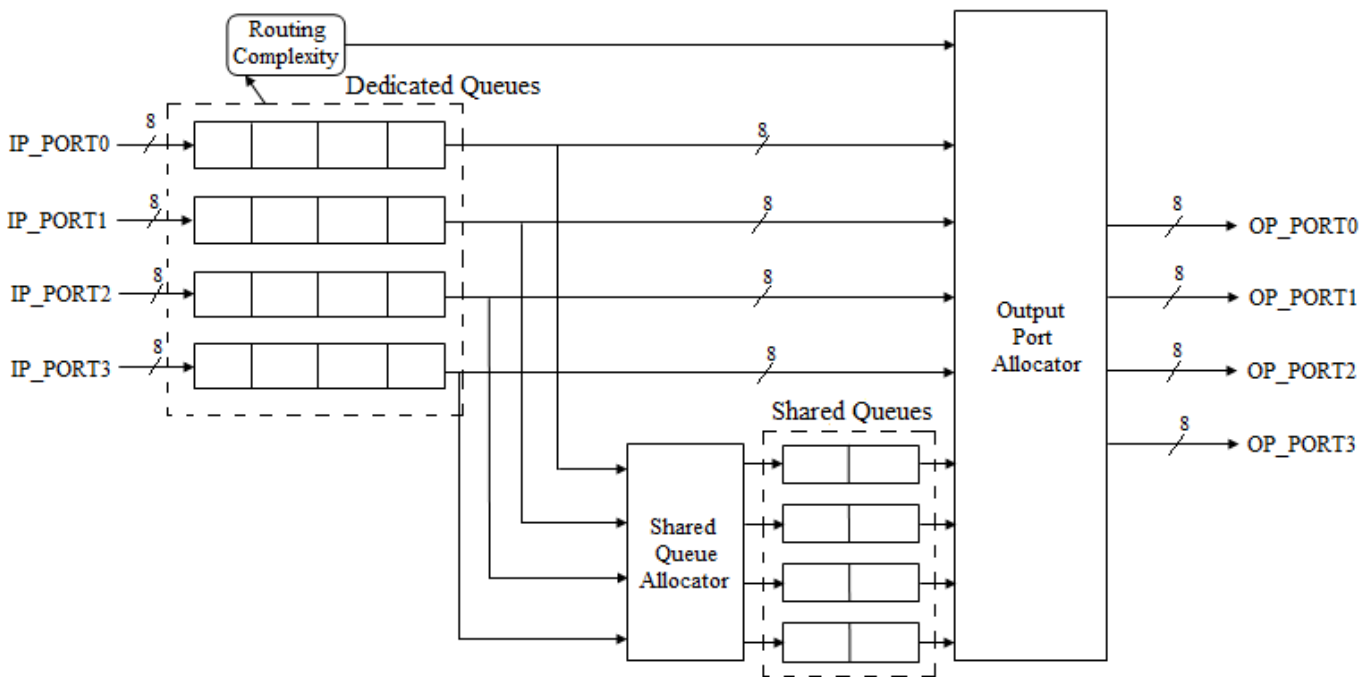 Routing
Complexity
Dedicated Queues
IP_PORT0
8
8
IP_PORT1
8
8
IP_PORT2
8
8
IP_PORT3
8
8
Output
Port
Allocator
8
OP_PORT0
8
OP_PORT1
8
OP_PORT2
8
OP_PORT3
Shared Queues
Shared
Queue
Allocator